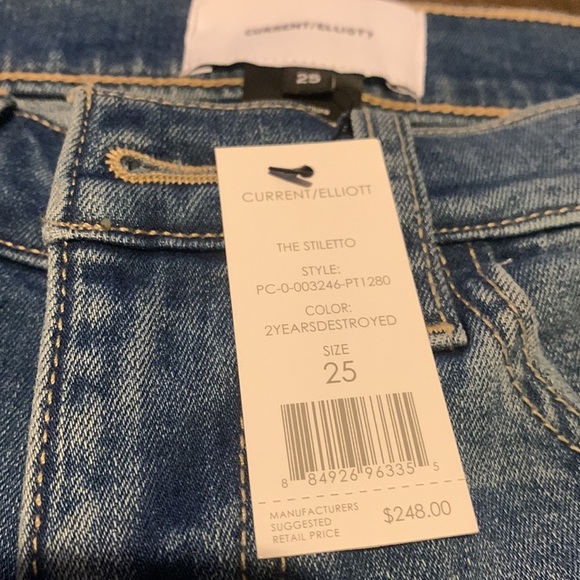 CURRENT/ELLIOTT
25
CURRENT/ELLIOTT
THE STILETTO
STYLE:
PC-0-003246-PT1280
COLOR:
2YEARSDESTROYED
SIZE
25
8 84926 96335 5
MANUFACTURERS
SUGGESTED
RETAIL PRICE
$248.00